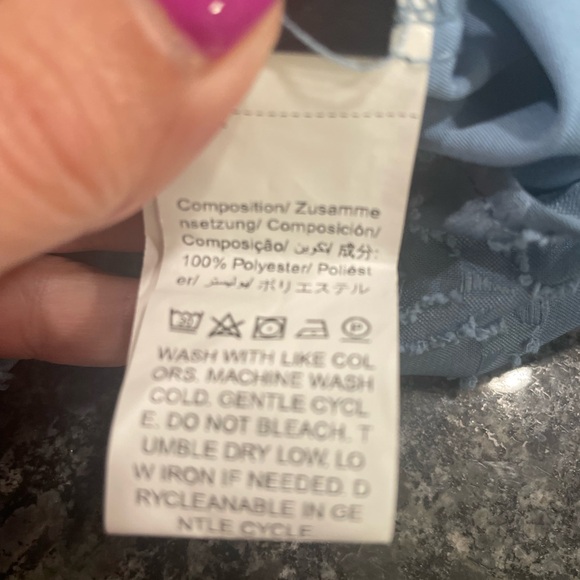 Composition/ Zusamme
nsetzung/ Composición/
Composição/ تكوين/ 成分:
100% Polyester/ Poliést
er/ بوليستر/ ポリエステル
30
WASH WITH LIKE COL
ORS. MACHINE WASH
COLD. GENTLE CYCL
E. DO NOT BLEACH. T
UMBLE DRY LOW, LO
W IRON IF NEEDED. D
RYCLEANABLE IN GE
NTLE CYCLE